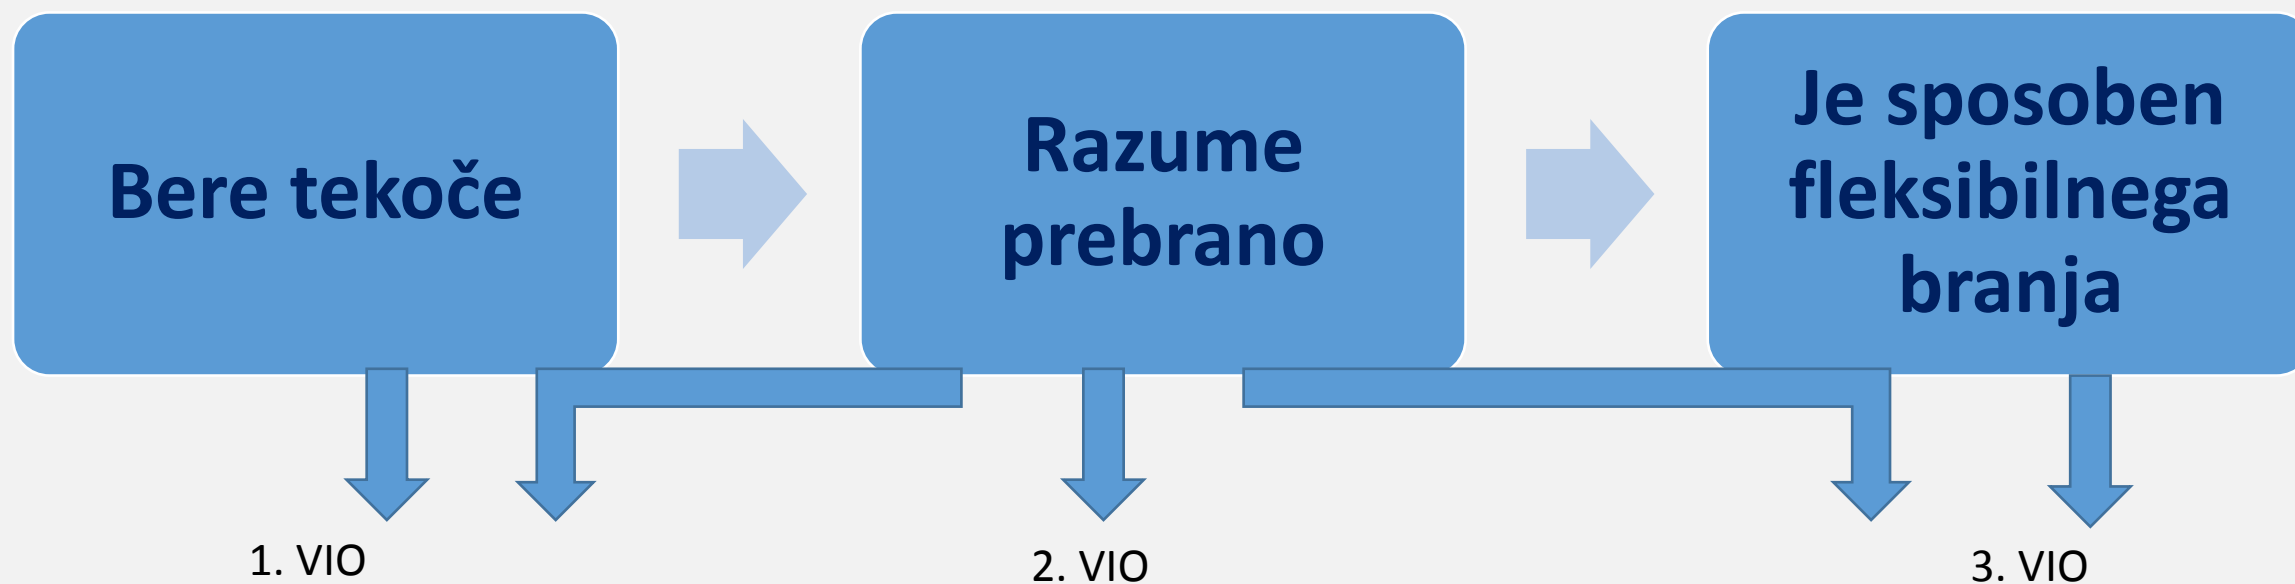 Bere tekoče
Razume
prebrano
Je sposoben
fleksibilnega
branja
1. VIO
2. VIO
3. VIO